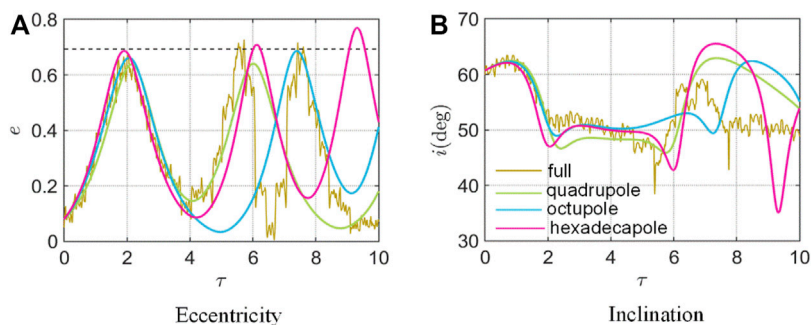 A
0.8
0.6
0.4
0.2
0
e
0 2 4 6 8 10
τ
Eccentricity
B
70
60
50
40
30
i(deg)
full
quadrupole
octupole
hexadecapole
0 2 4 6 8 10
τ
Inclination